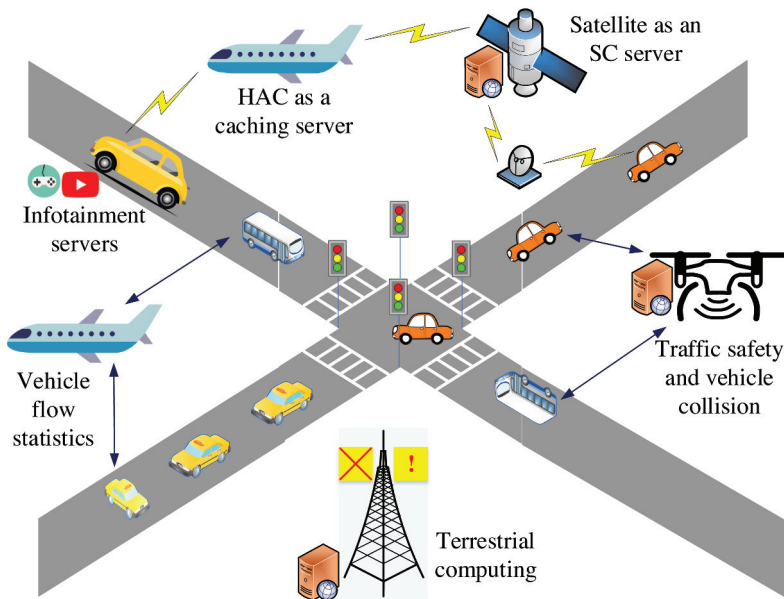 Satellite as an
SC server
HAC as a
caching server
Infotainment
servers
Vehicle
flow
statistics
Traffic safety
and vehicle
collision
!
Terrestrial
computing